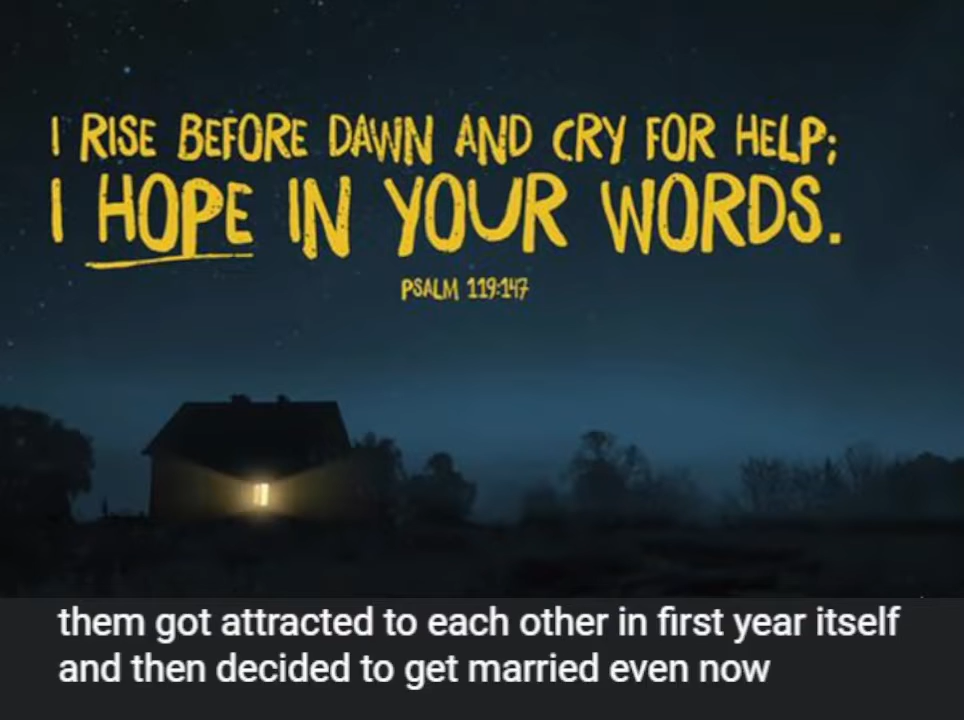 I RISE BEFORE DAWN AND CRY FOR HELP;
I HOPE IN YOUR WORDS.
PSALM 119:147
them got attracted to each other in first year itself
and then decided to get married even now